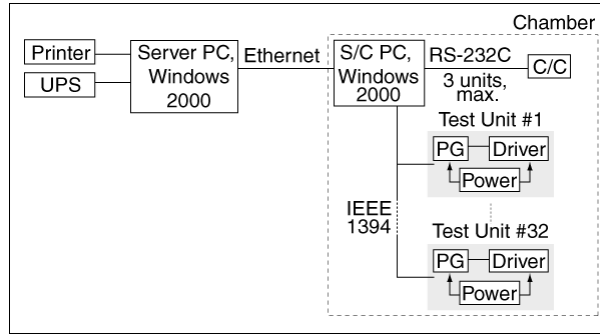 Chamber
Printer
UPS
Server PC,
Windows
2000
Ethernet
S/C PC,
Windows
2000
RS-232C
3 units,
max.
C/C
Test Unit #1
PG
Driver
Power
IEEE
1394
Test Unit #32
PG
Driver
Power